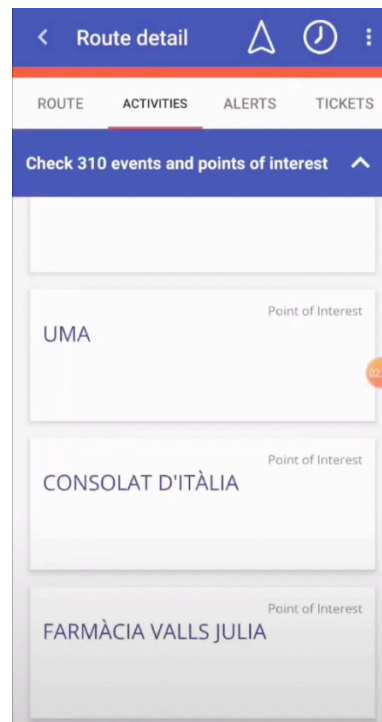 Route detail
ROUTE ACTIVITIES ALERTS TICKETS
Check 310 events and points of interest
Point of Interest
UMA
02:
Point of Interest
CONSOLAT D'ITÀLIA
Point of Interest
FARMÀCIA VALLS JULIA